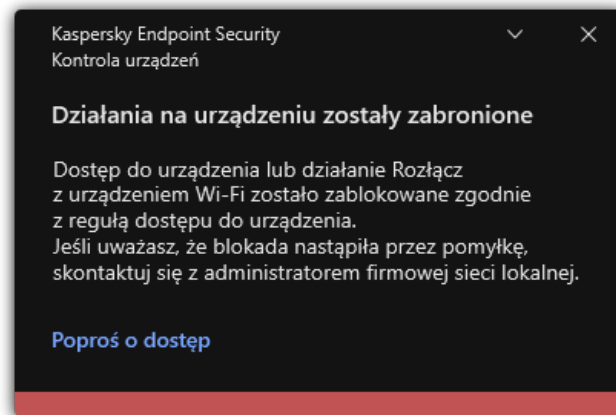 Kaspersky Endpoint Security
Kontrola urządzeń
Działania na urządzeniu zostały zabronione
Dostęp do urządzenia lub działanie Rozłącz
z urządzeniem Wi-Fi zostało zablokowane zgodnie
z regułą dostępu do urządzenia.
Jeśli uważasz, że blokada nastąpiła przez pomyłkę,
skontaktuj się z administratorem firmowej sieci lokalnej.
Poproś o dostęp